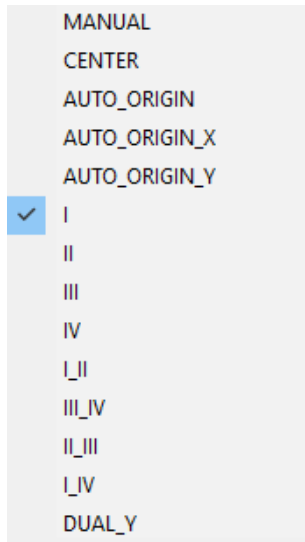 MANUAL
CENTER
AUTO_ORIGIN
AUTO_ORIGIN_X
AUTO_ORIGIN_Y
I
II
III
IV
I_II
III_IV
II_III
I_IV
DUAL_Y